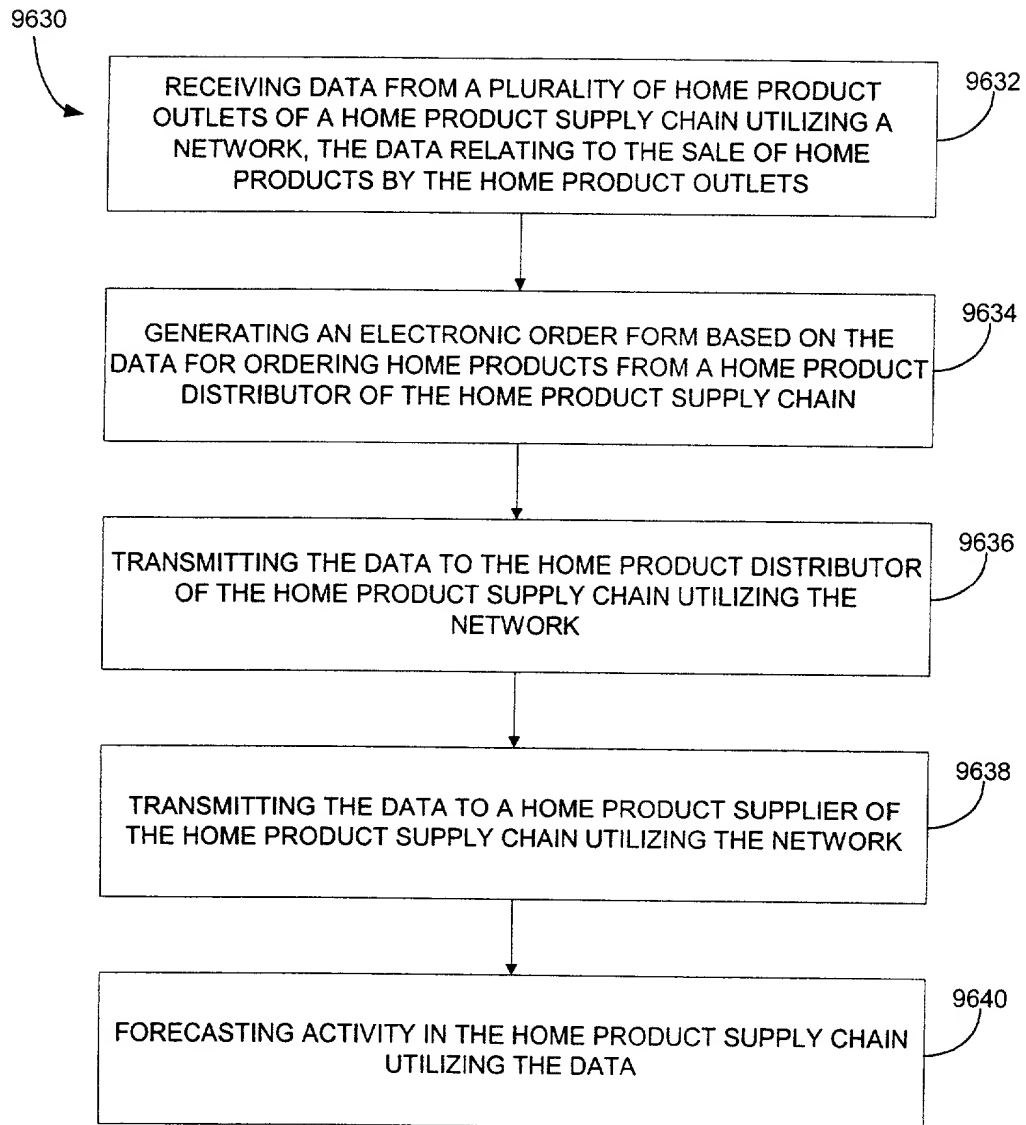 9630
RECEIVING DATA FROM A PLURALITY OF HOME PRODUCT
OUTLETS OF A HOME PRODUCT SUPPLY CHAIN UTILIZING A
NETWORK, THE DATA RELATING TO THE SALE OF HOME
PRODUCTS BY THE HOME PRODUCT OUTLETS
9632
GENERATING AN ELECTRONIC ORDER FORM BASED ON THE
DATA FOR ORDERING HOME PRODUCTS FROM A HOME PRODUCT
DISTRIBUTOR OF THE HOME PRODUCT SUPPLY CHAIN
9634
TRANSMITTING THE DATA TO THE HOME PRODUCT DISTRIBUTOR
OF THE HOME PRODUCT SUPPLY CHAIN UTILIZING THE
NETWORK
9636
TRANSMITTING THE DATA TO A HOME PRODUCT SUPPLIER OF
THE HOME PRODUCT SUPPLY CHAIN UTILIZING THE NETWORK
9638
FORECASTING ACTIVITY IN THE HOME PRODUCT SUPPLY CHAIN
UTILIZING THE DATA
9640